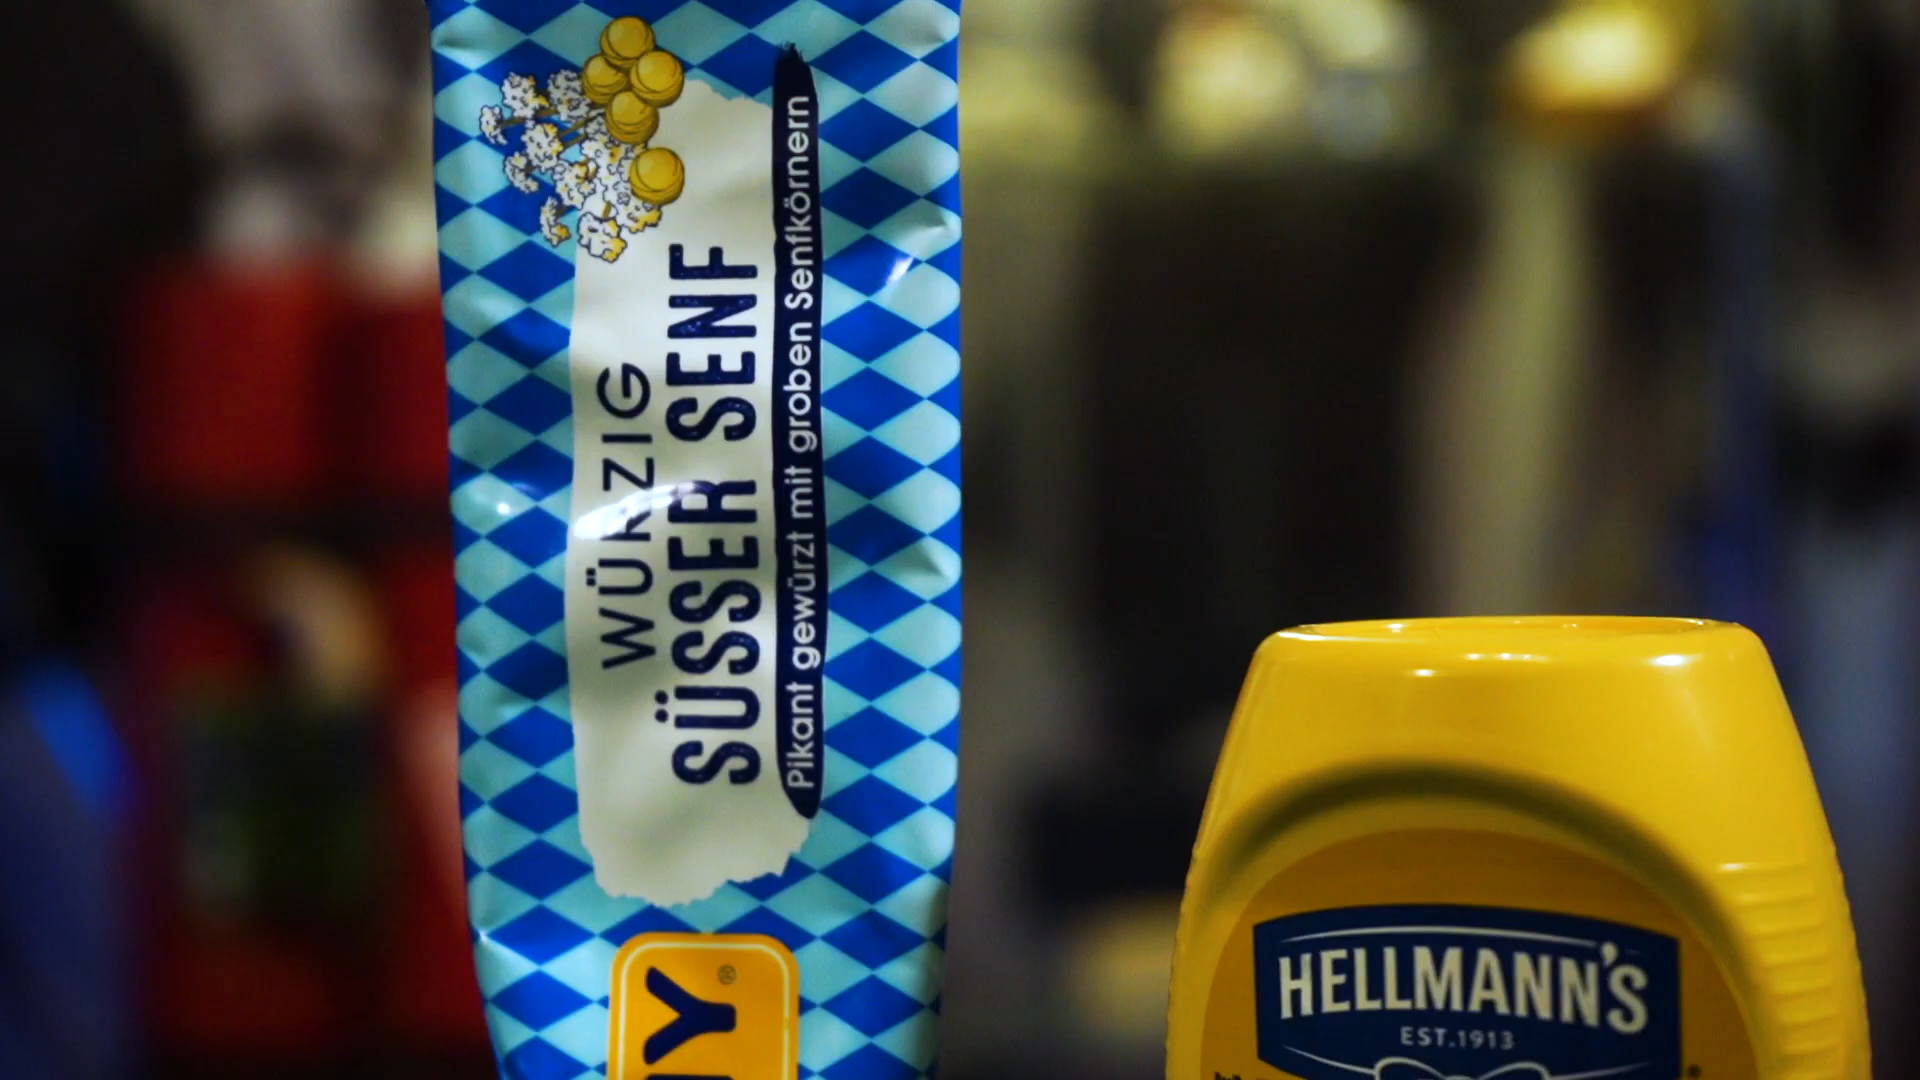 WÜRZIG
SÜSSER SENF
Pikant gewürzt mit groben Senfkörnern
HELLMANN'S
EST.1913